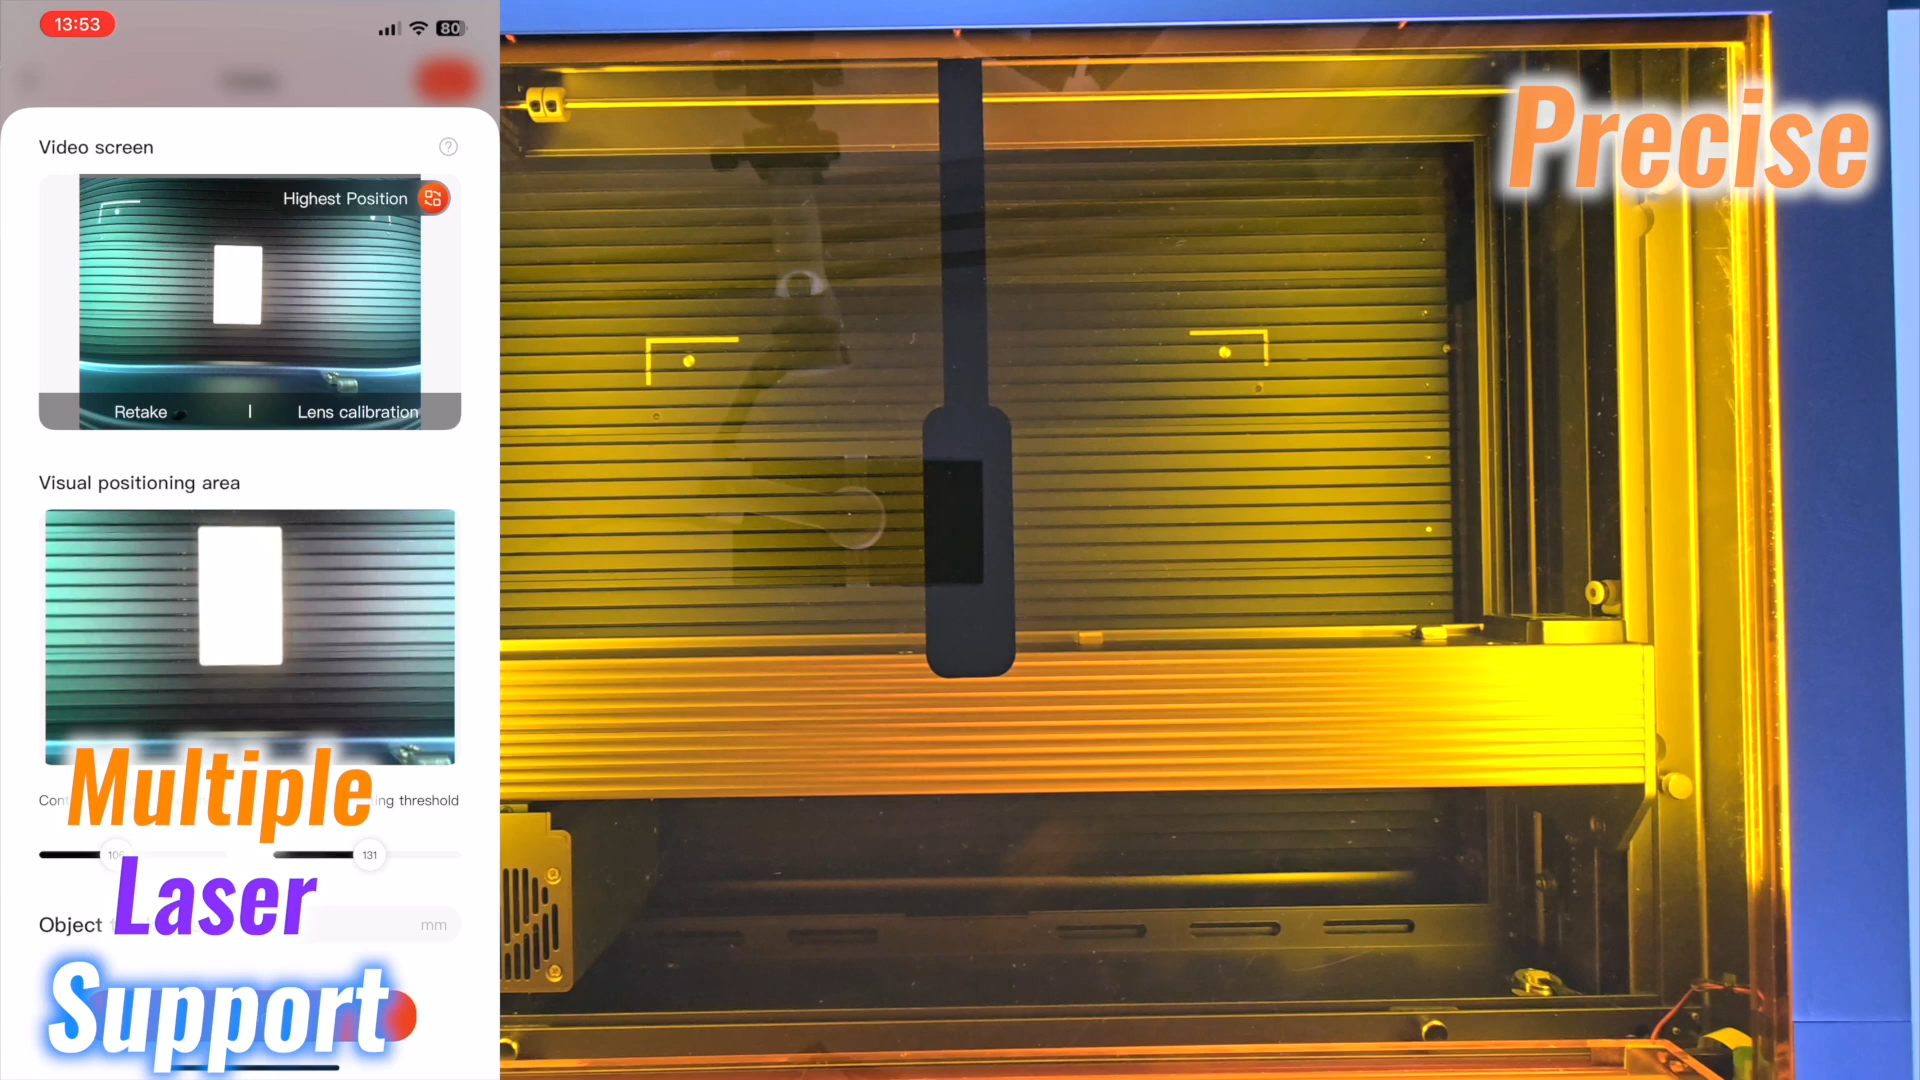 13:53
80
Video screen
?
Highest Position
Retake | Lens calibration
Visual positioning area
Precise
Multiple
threshold
106
131
Laser
Object
mm
Support